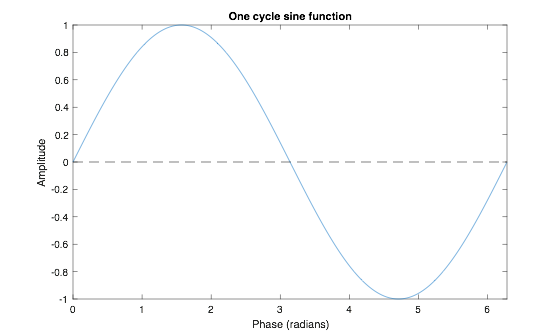 One cycle sine function
1
0.8
0.6
0.4
0.2
0
-0.2
-0.4
-0.6
-0.8
-1
Amplitude
0 1 2 3 4 5 6
Phase (radians)